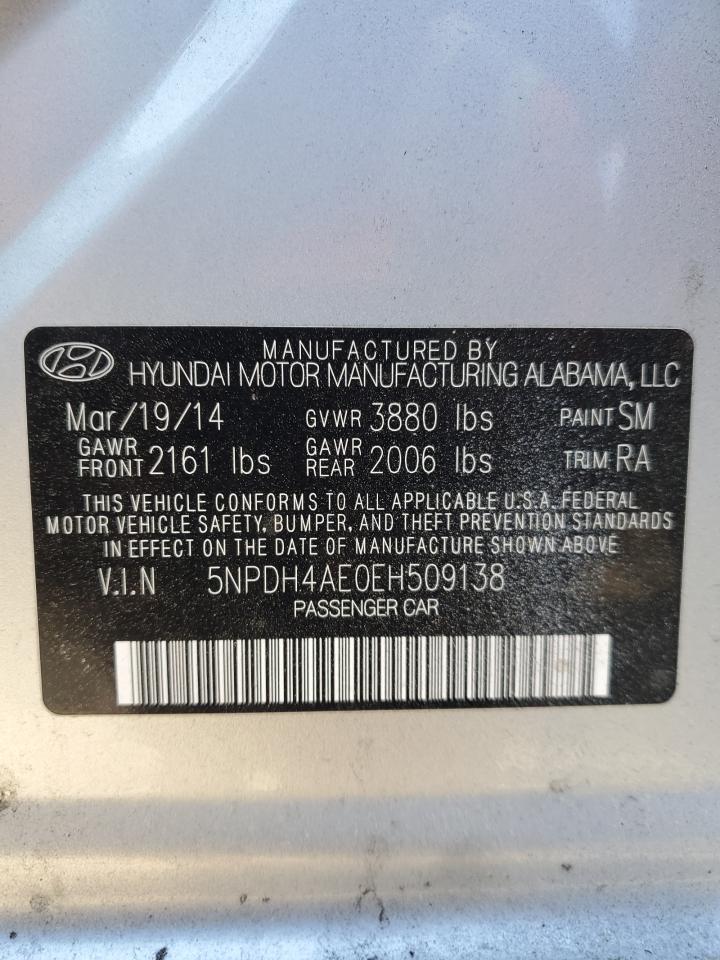 MANUFACTURED BY
HYUNDAI MOTOR MANUFACTURING ALABAMA, LLC
Mar/19/14 GVWR 3880 lbs PAINT SM
GAWR FRONT 2161 lbs GAWR REAR 2006 lbs TRIM RA
THIS VEHICLE CONFORMS TO ALL APPLICABLE U.S.A. FEDERAL
MOTOR VEHICLE SAFETY, BUMPER, AND THEFT PREVENTION STANDARDS
IN EFFECT ON THE DATE OF MANUFACTURE SHOWN ABOVE
V.I.N 5NPDH4AE0EH509138
PASSENGER CAR